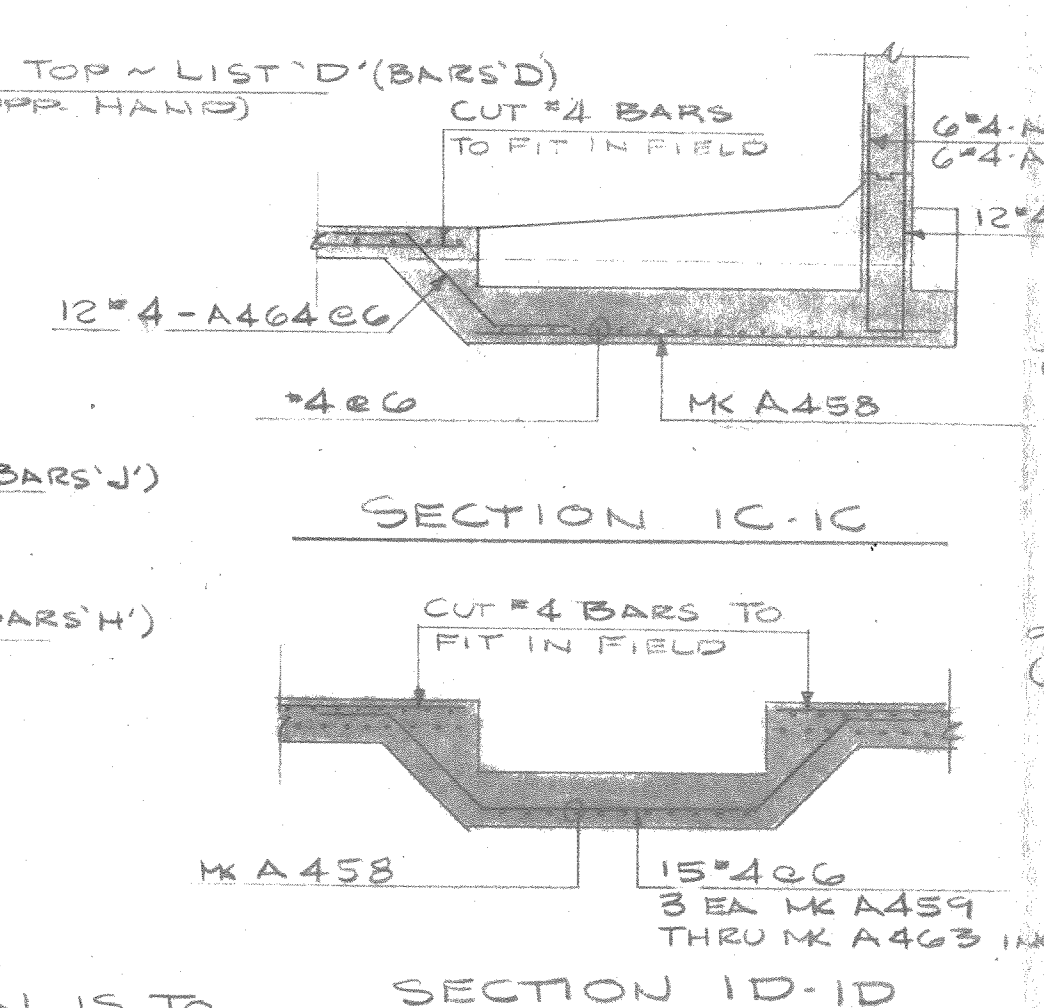 TOP ~ LIST 'D' (BARS 'D)
OPP. HAND)
CUT #4 BARS
TO FIT IN FIELD
6#4-A
6#4-A
12#4
12#4-A464@6
#4@6
MK A458
BARS 'J')
SECTION 1C-1C
BARS 'H')
CUT #4 BARS TO
FIT IN FIELD
MK A458
15#4@6
3 EA MK A459
THRU MK A463
IS TO
SECTION 1D-1D